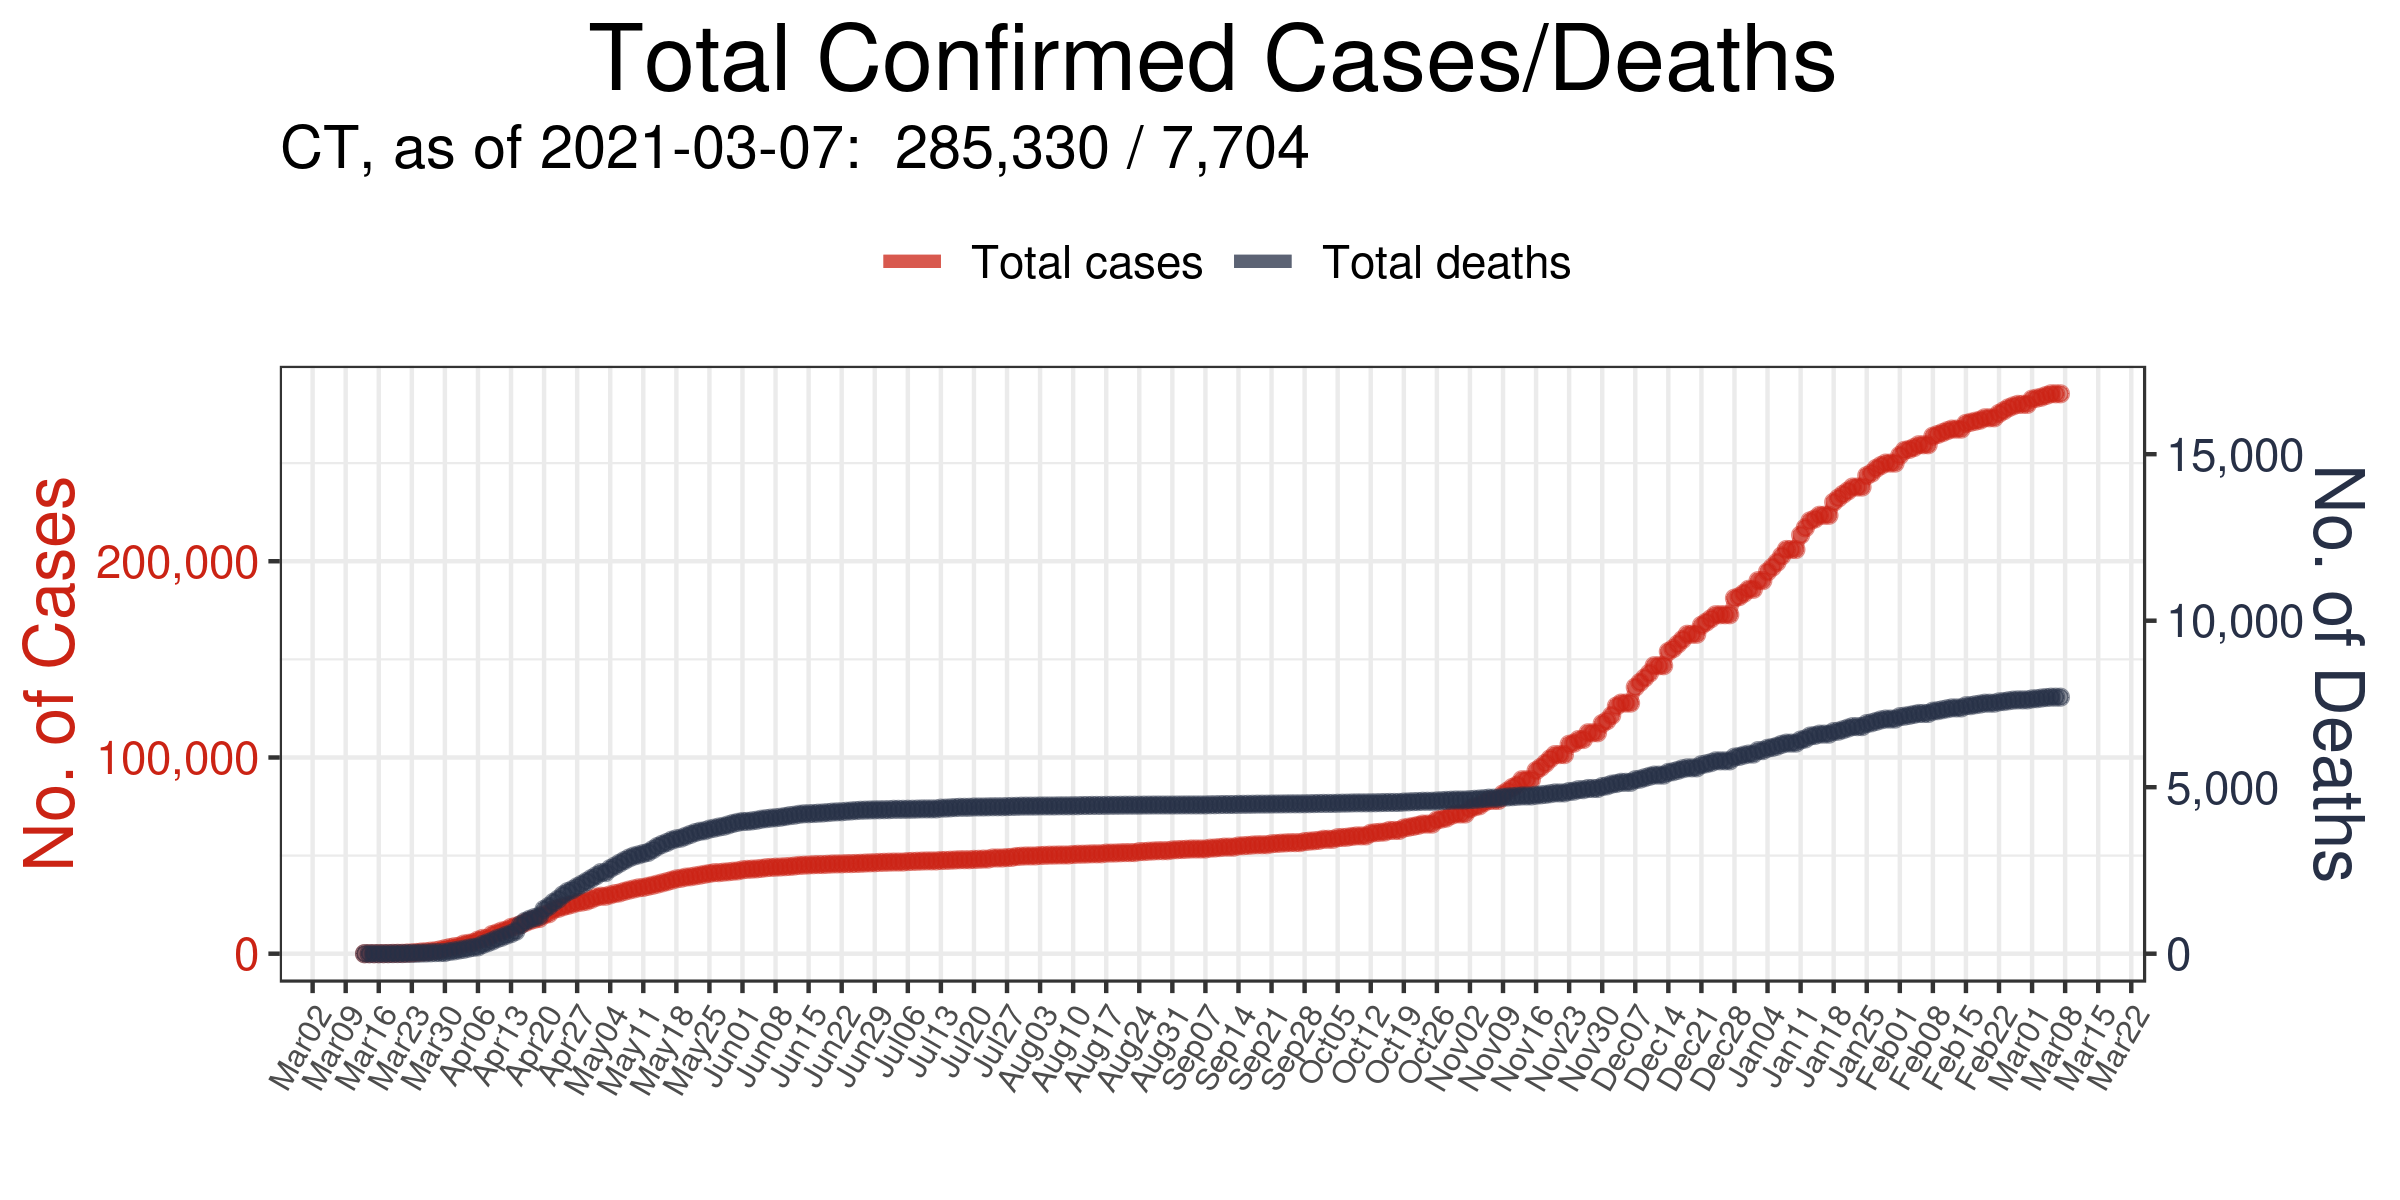 Total Confirmed Cases/Deaths
CT, as of 2021-03-07:  285,330 / 7,704
Total cases
Total deaths
No. of Cases
200,000
100,000
0
15,000
10,000
5,000
0
No. of Deaths
Mar02
Mar09
Mar16
Mar23
Mar30
Apr06
Apr13
Apr20
Apr27
May04
May11
May18
May25
Jun01
Jun08
Jun15
Jun22
Jun29
Jul06
Jul13
Jul20
Jul27
Aug03
Aug10
Aug17
Aug24
Aug31
Sep07
Sep14
Sep21
Sep28
Oct05
Oct12
Oct19
Oct26
Nov02
Nov09
Nov16
Nov23
Nov30
Dec07
Dec14
Dec21
Dec28
Jan04
Jan11
Jan18
Jan25
Feb01
Feb08
Feb15
Feb22
Mar01
Mar08
Mar15
Mar22